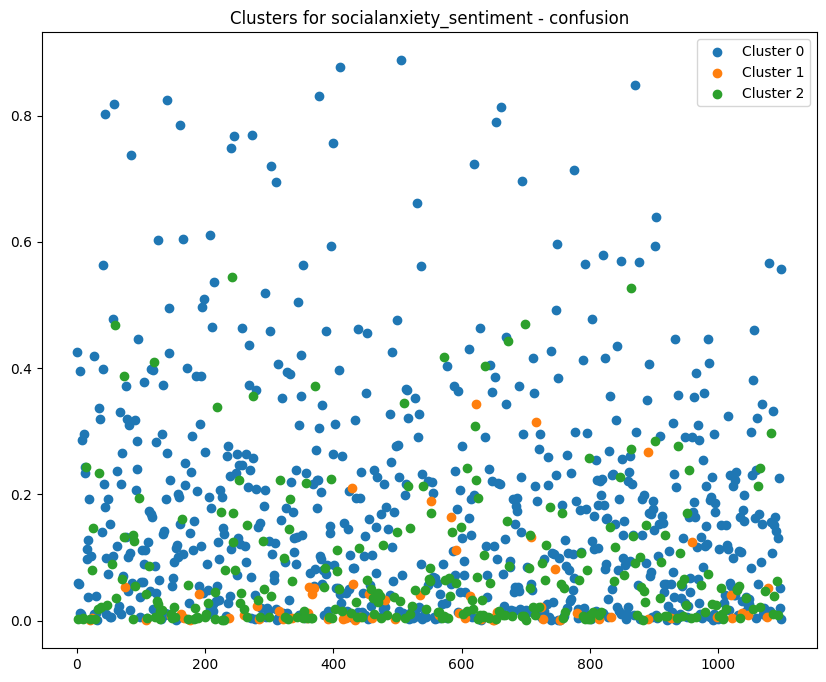 Clusters for socialanxiety_sentiment - confusion
Cluster 0
Cluster 1
Cluster 2
0.8
0.6
0.4
0.2
0.0
0 200 400 600 800 1000